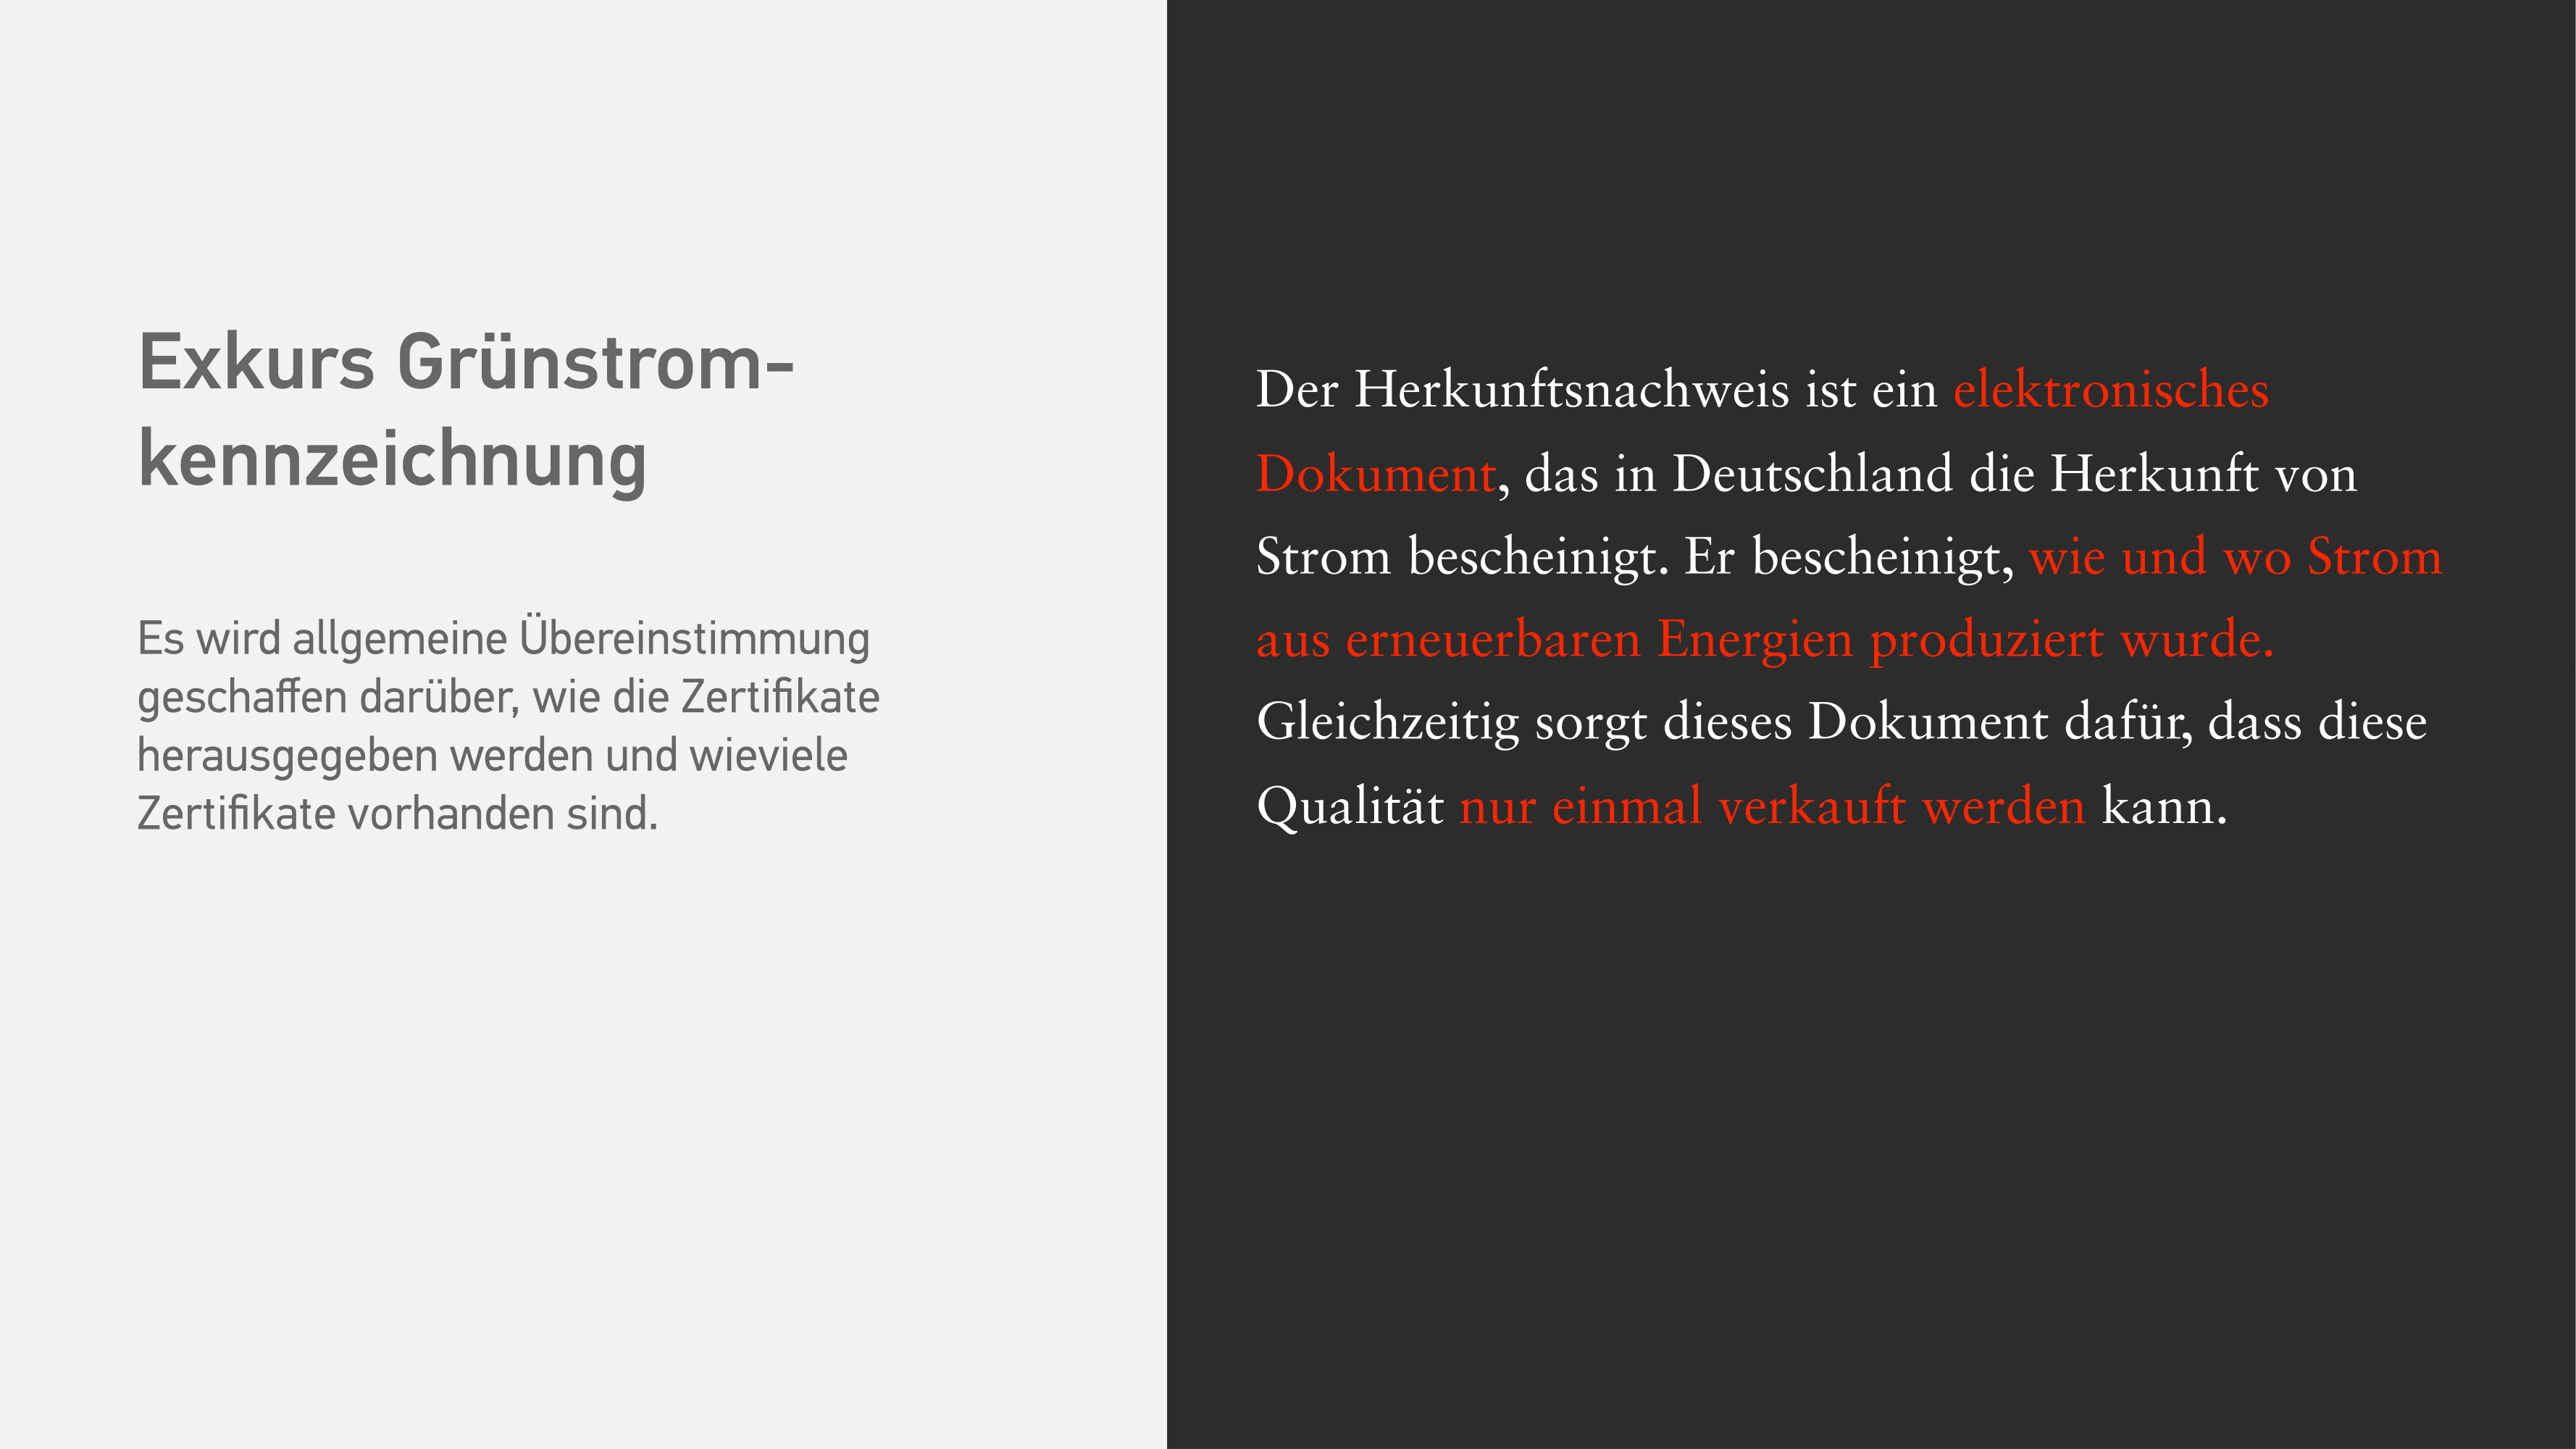 Exkurs Grünstrom-
kennzeichnung
Es wird allgemeine Übereinstimmung
geschaffen darüber, wie die Zertifikate
herausgegeben werden und wieviele
Zertifikate vorhanden sind.
Der Herkunftsnachweis ist ein elektronisches
Dokument, das in Deutschland die Herkunft von
Strom bescheinigt. Er bescheinigt, wie und wo Strom
aus erneuerbaren Energien produziert wurde.
Gleichzeitig sorgt dieses Dokument dafür, dass diese
Qualität nur einmal verkauft werden kann.